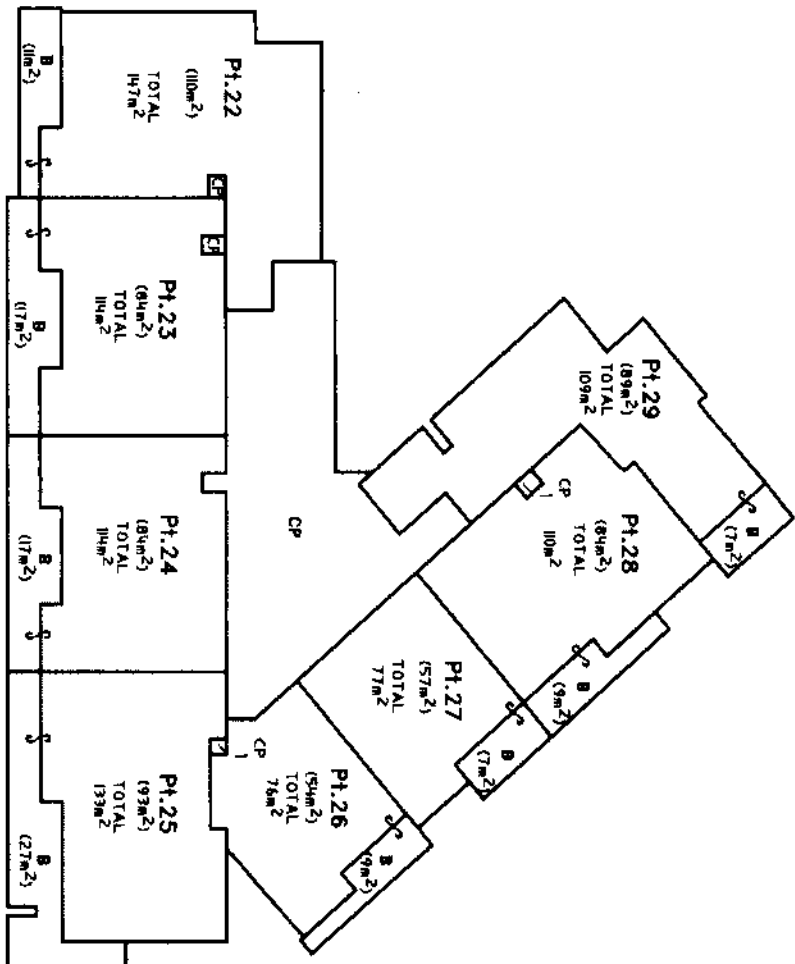 Pt.22
(110m²)
TOTAL
147m²
B
(11m²)
CP
CP
Pt.23
(84m²)
TOTAL
114m²
B
(17m²)
Pt.24
(84m²)
TOTAL
114m²
B
(17m²)
CP
Pt.25
(93m²)
TOTAL
133m²
B
(27m²)
CP
Pt.26
(54m²)
TOTAL
76m²
B
(9m²)
Pt.27
(57m²)
TOTAL
77m²
B
(7m²)
Pt.28
(84m²)
TOTAL
110m²
CP
B
(9m²)
Pt.29
(89m²)
TOTAL
109m²
B
(7m²)